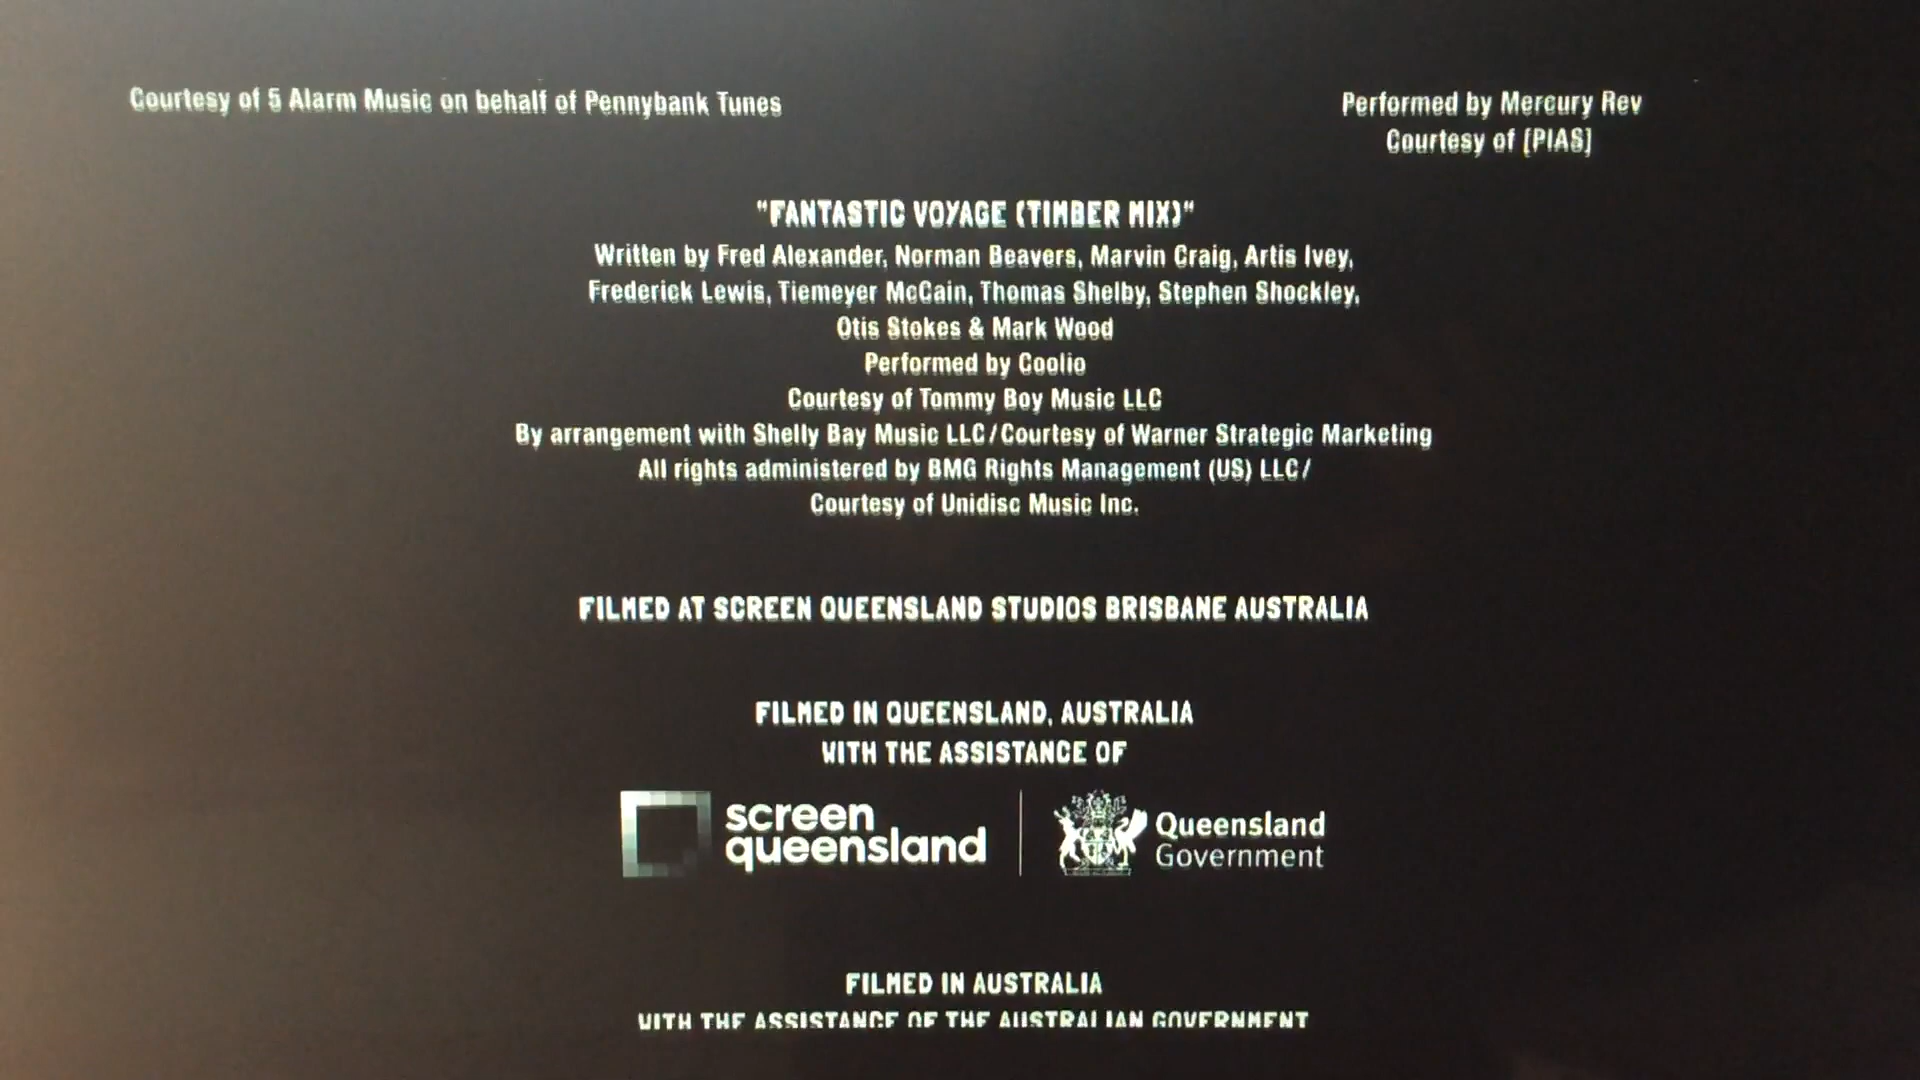 Courtesy of 5 Alarm Music on behalf of Pennybank Tunes
Performed by Mercury Rev
Courtesy of [PIAS]
"FANTASTIC VOYAGE (TIMBER MIX)"
Written by Fred Alexander, Norman Beavers, Marvin Craig, Artis Ivey,
Frederick Lewis, Tiemeyer McCain, Thomas Shelby, Stephen Shockley,
Otis Stokes & Mark Wood
Performed by Coolio
Courtesy of Tommy Boy Music LLC
By arrangement with Shelly Bay Music LLC/Courtesy of Warner Strategic Marketing
All rights administered by BMG Rights Management (US) LLC/
Courtesy of Unidisc Music Inc.
FILMED AT SCREEN QUEENSLAND STUDIOS BRISBANE AUSTRALIA
FILMED IN QUEENSLAND, AUSTRALIA
WITH THE ASSISTANCE OF
screen
queensland
Queensland
Government
FILMED IN AUSTRALIA
WITH THE ASSISTANCE OF THE AUSTRALIAN GOVERNMENT